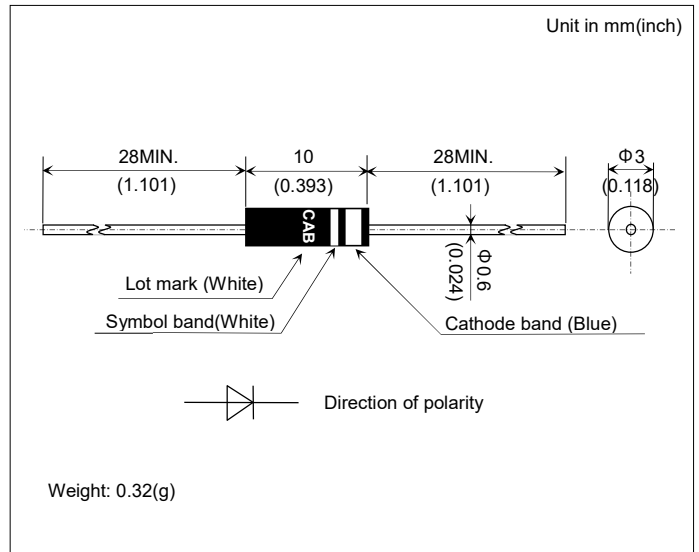 Unit in mm(inch)
28MIN. 10 28MIN. Φ3
(1.101) (0.393) (1.101) (0.118)
CAB
Φ0.6
(0.024)
Lot mark (White)
Symbol band(White)
Cathode band (Blue)
Direction of polarity
Weight: 0.32(g)